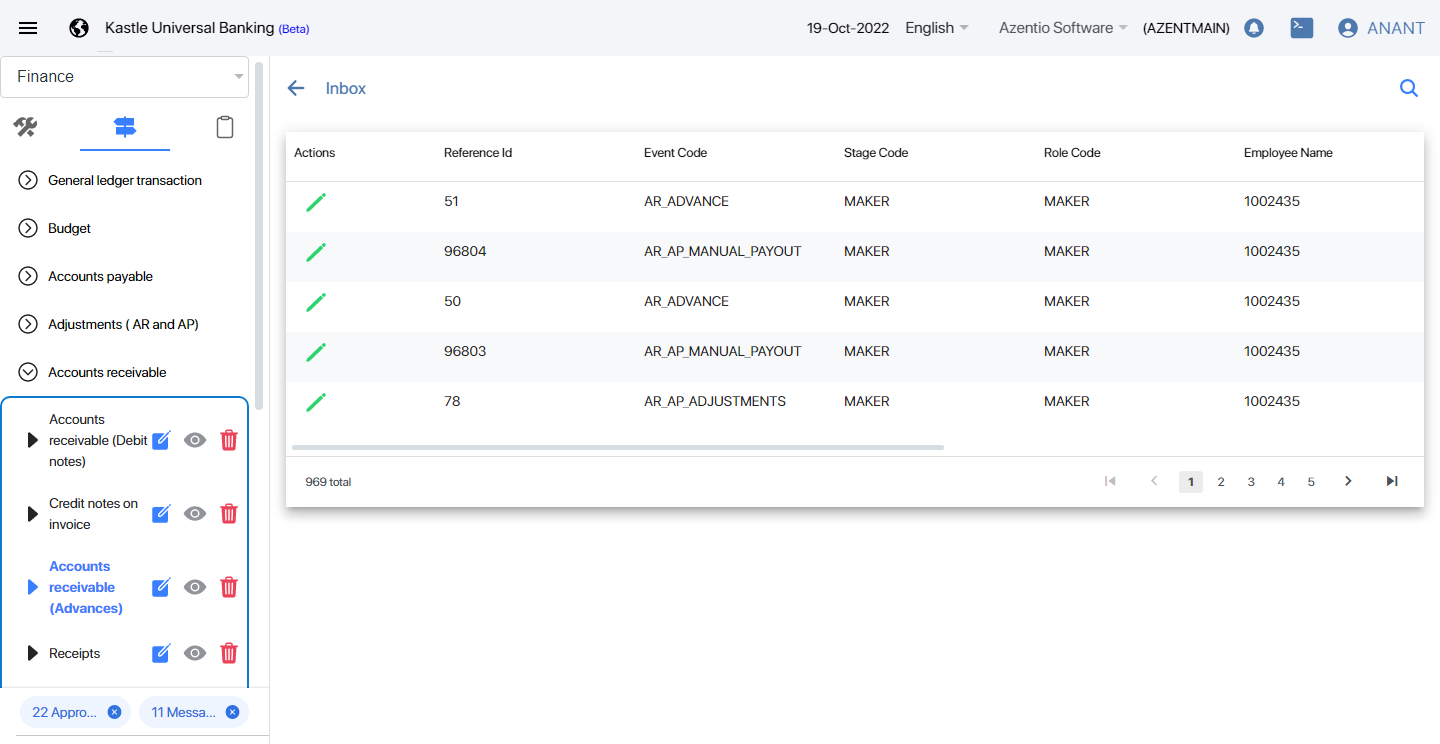 Kastle Universal Banking (Beta)
19-Oct-2022 English Azentio Software (AZENTMAIN) ANANT
Finance
General ledger transaction
Budget
Accounts payable
Adjustments ( AR and AP)
Accounts receivable
Accounts
receivable (Debit
notes)
Credit notes on
invoice
Accounts
receivable
(Advances)
Receipts
22 Appro... 11 Messa...
Inbox
Actions Reference Id Event Code Stage Code Role Code Employee Name
51 AR_ADVANCE MAKER MAKER 1002435
96804 AR_AP_MANUAL_PAYOUT MAKER MAKER 1002435
50 AR_ADVANCE MAKER MAKER 1002435
96803 AR_AP_MANUAL_PAYOUT MAKER MAKER 1002435
78 AR_AP_ADJUSTMENTS MAKER MAKER 1002435
969 total 1 2 3 4 5